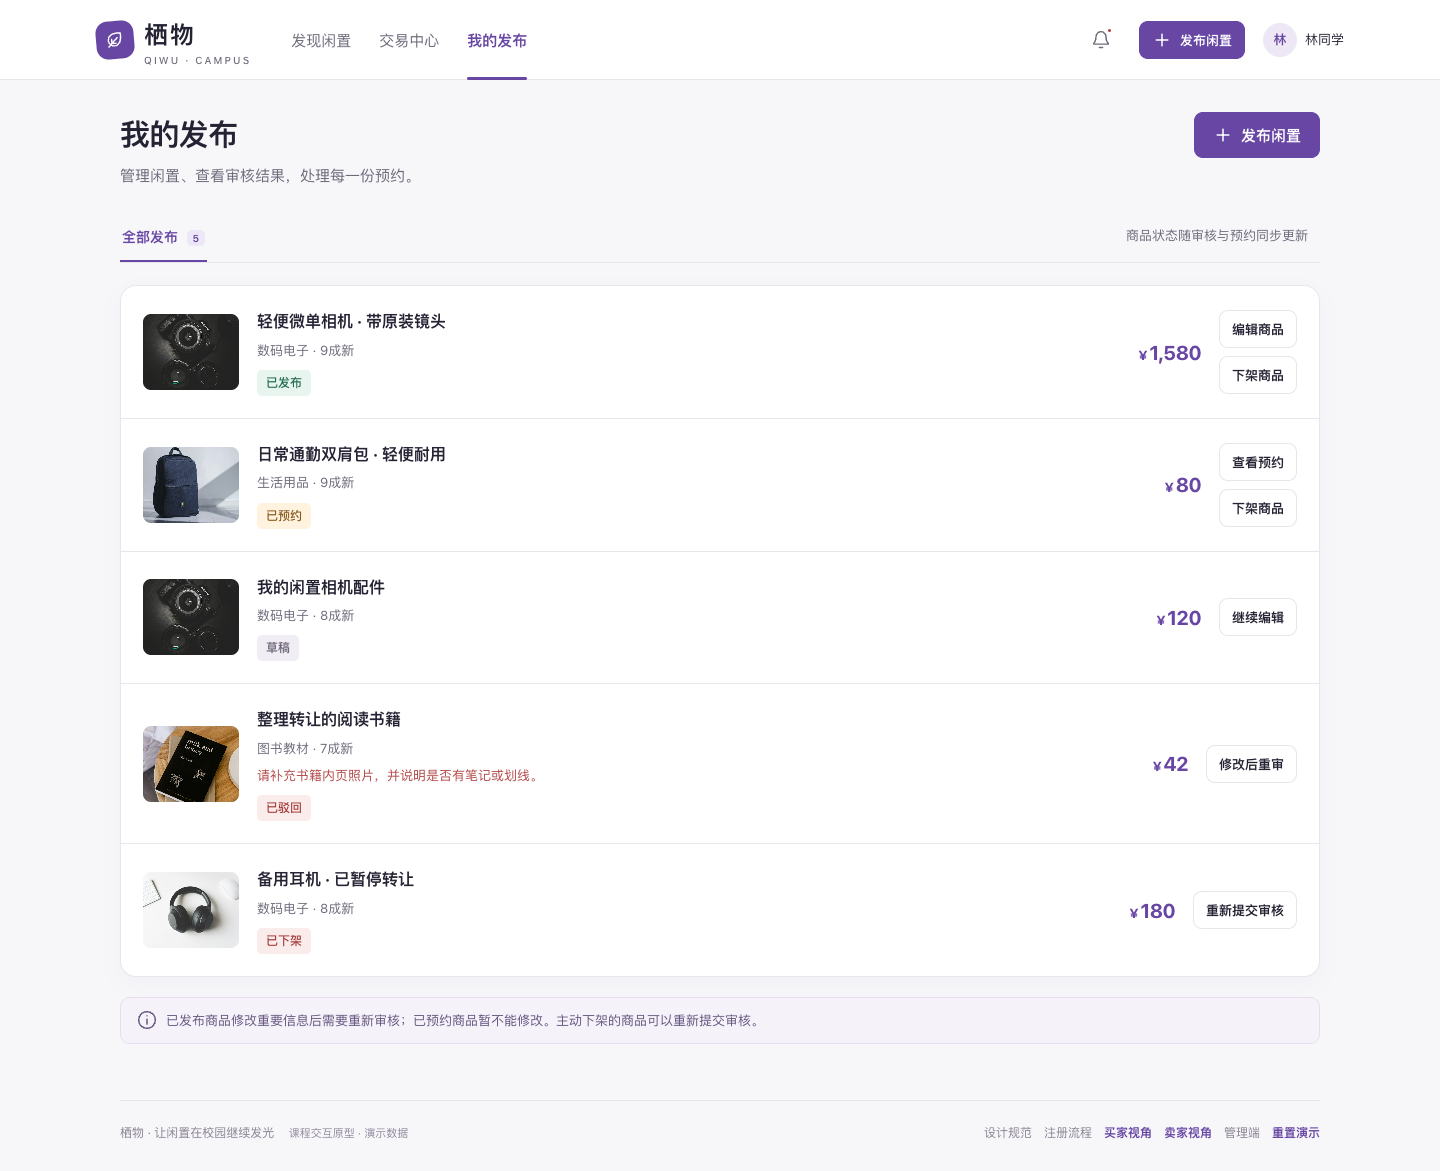 栖物
QIWU · CAMPUS
发现闲置
交易中心
我的发布
发布闲置
林
林同学
我的发布
管理闲置、查看审核结果，处理每一份预约。
发布闲置
全部发布 5
商品状态随审核与预约同步更新
轻便微单相机 · 带原装镜头
数码电子 · 9成新
已发布
¥1,580
编辑商品
下架商品
日常通勤双肩包 · 轻便耐用
生活用品 · 9成新
已预约
¥80
查看预约
下架商品
我的闲置相机配件
数码电子 · 8成新
草稿
¥120
继续编辑
整理转让的阅读书籍
图书教材 · 7成新
请补充书籍内页照片，并说明是否有笔记或划线。
已驳回
¥42
修改后重审
milk and
honey
备用耳机 · 已暂停转让
数码电子 · 8成新
已下架
¥180
重新提交审核
已发布商品修改重要信息后需要重新审核；已预约商品暂不能修改。主动下架的商品可以重新提交审核。
栖物 · 让闲置在校园继续发光
课程交互原型 · 演示数据
设计规范
注册流程
买家视角
卖家视角
管理端
重置演示